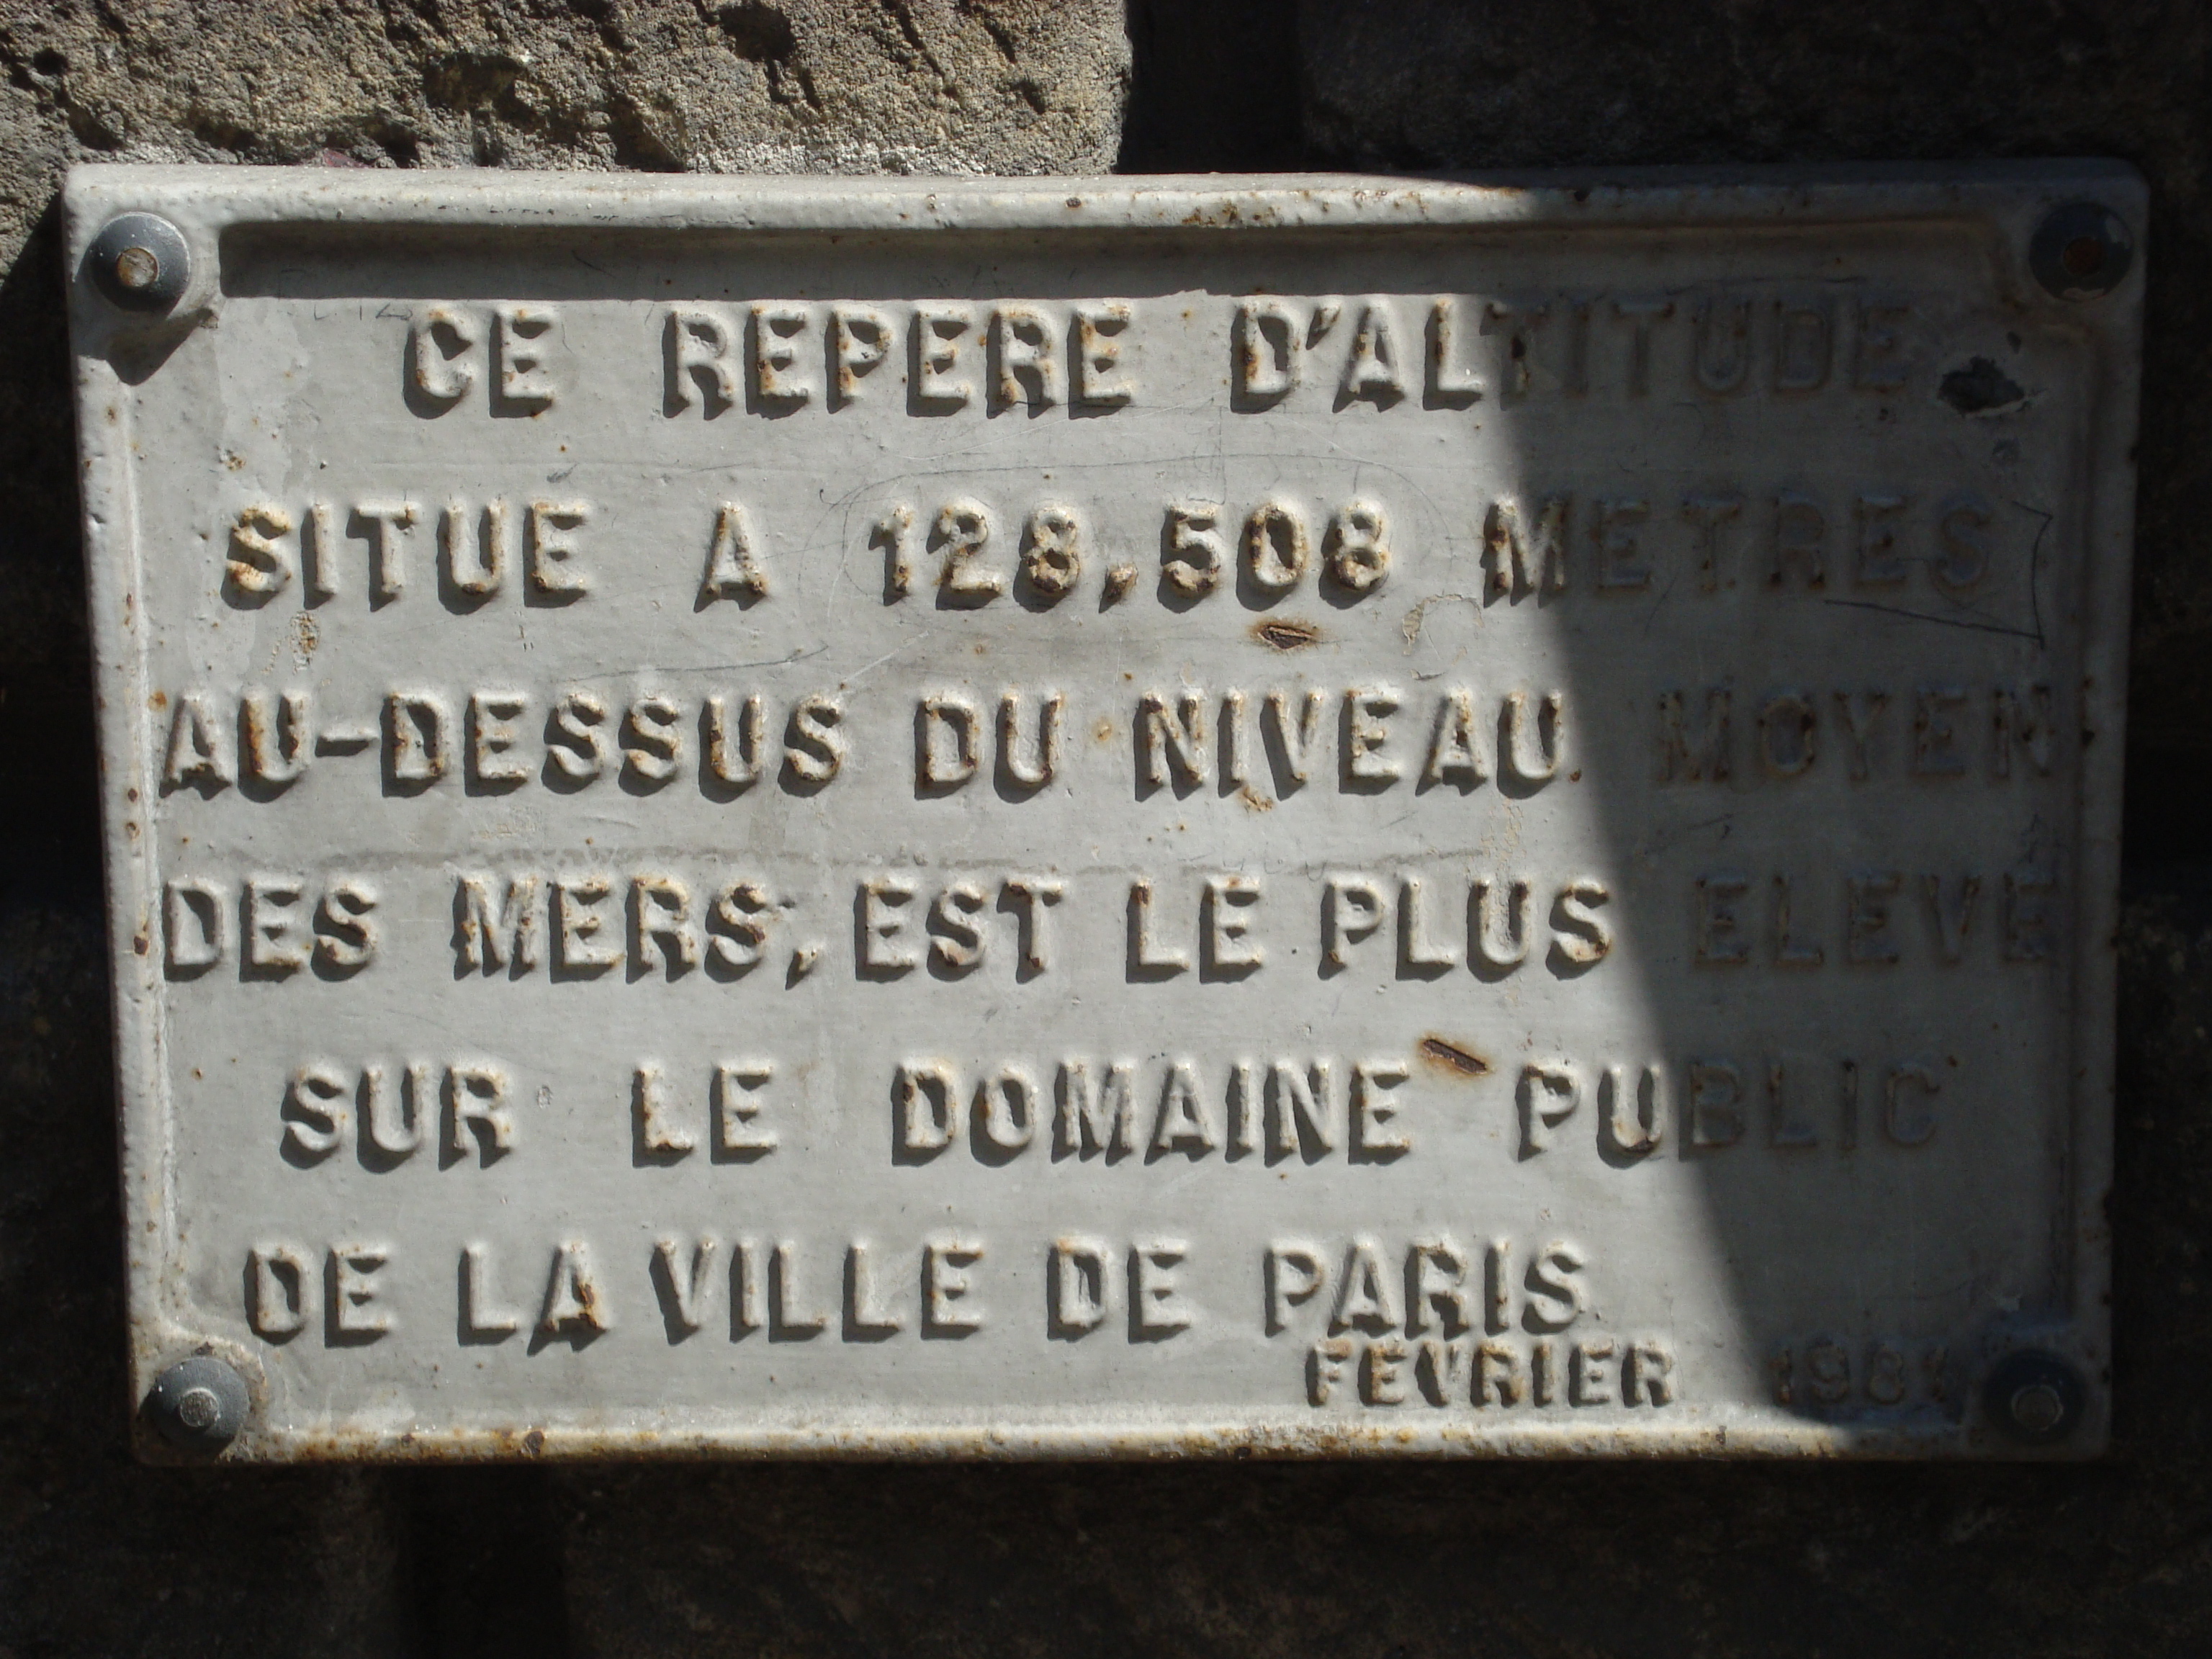 CE REPERE D'ALTITUDE
SITUE A 128,508 METRES
AU-DESSUS DU NIVEAU MOYEN
DES MERS, EST LE PLUS ELEVE
SUR LE DOMAINE PUBLIC
DE LA VILLE DE PARIS
FEVRIER 1981